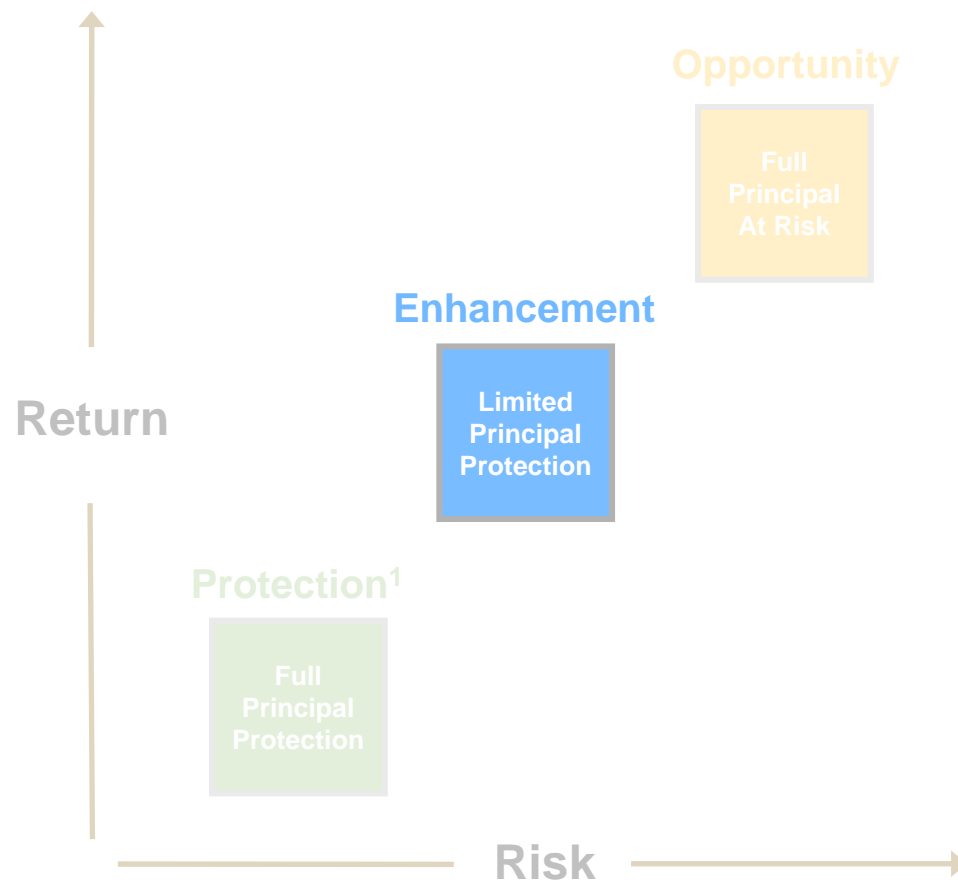 Opportunity
Full
Principal
At Risk
Enhancement
Limited
Principal
Protection
Return
Protection¹
Full
Principal
Protection
Risk